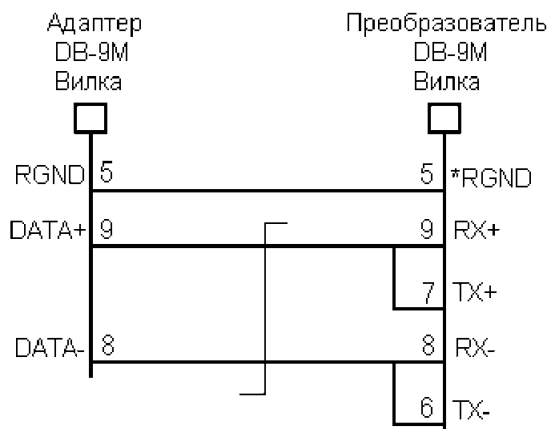 Адаптер
DB-9M
Вилка
Преобразователь
DB-9M
Вилка
RGND 5 5 *RGND
DATA+ 9 9 RX+
7 TX+
DATA- 8 8 RX-
6 TX-